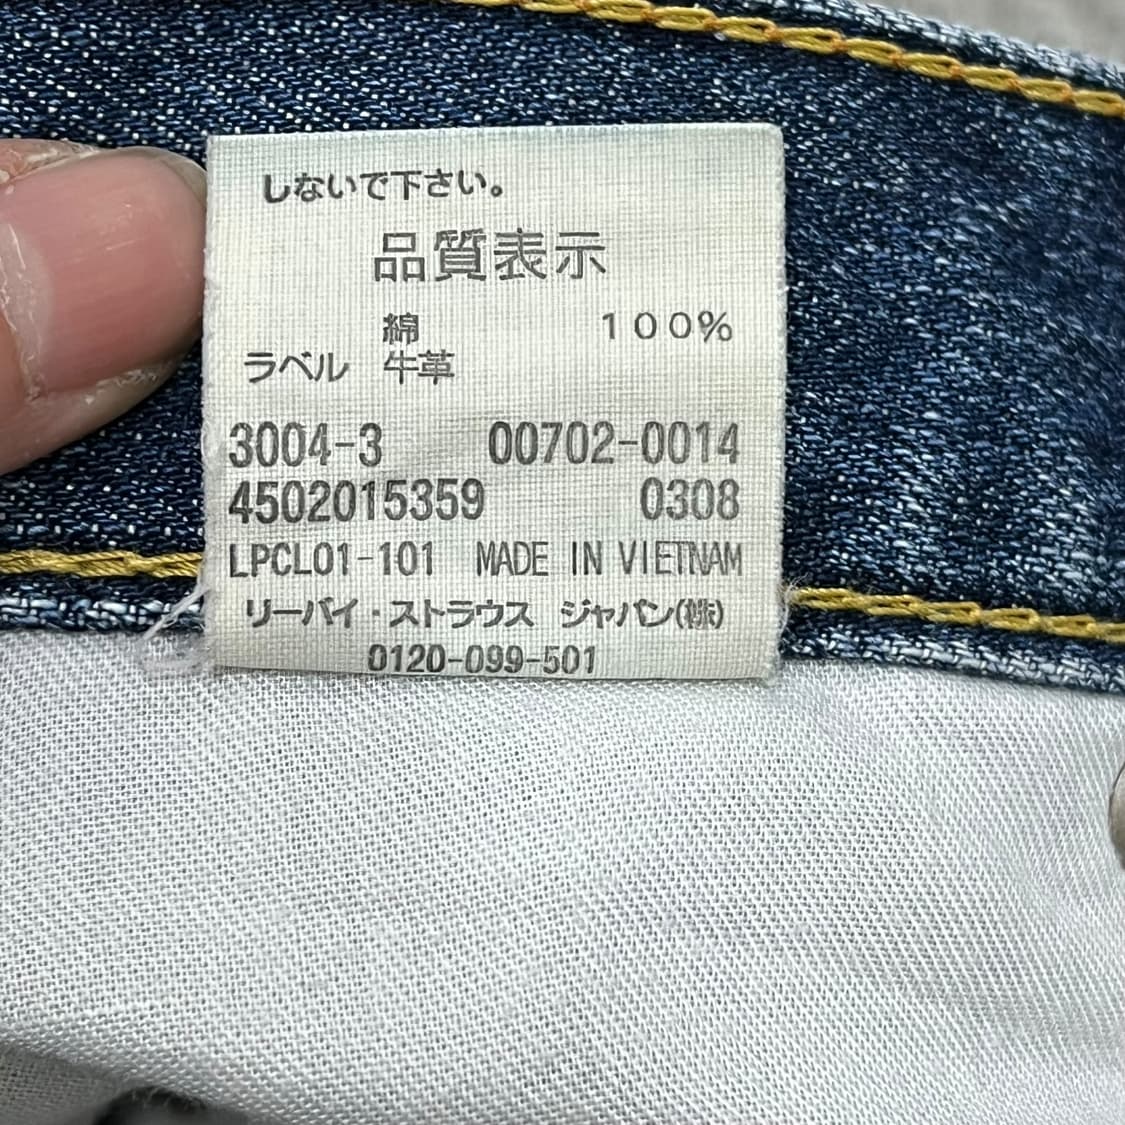 しないで下さい。
品質表示
綿 100%
ラベル 牛革
3004-3 00702-0014
4502015359 0308
LPCL01-101 MADE IN VIETNAM
リーバイ・ストラウス ジャパン(株)
0120-099-501